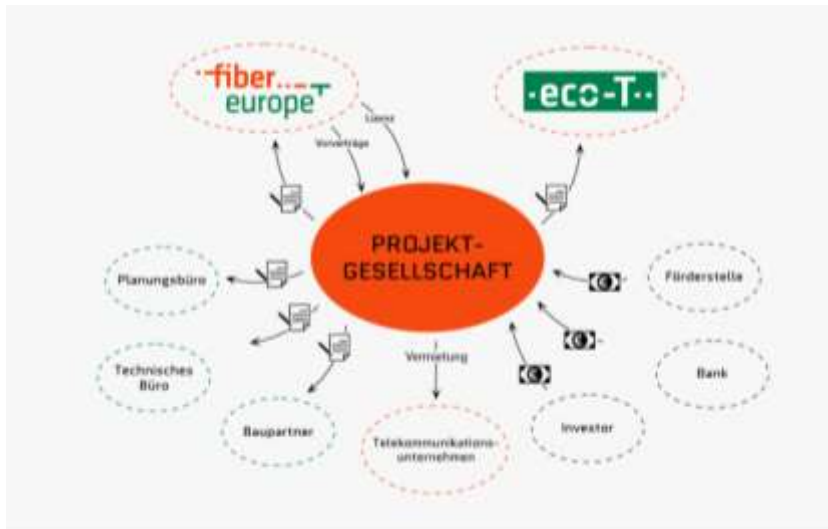 fiber
europe
eco-T
Lizenz
Vorverträge
PROJEKT-
GESELLSCHAFT
Planungsbüro
Förderstelle
Technisches
Büro
Bank
Vermietung
Baupartner
Investor
Telekommunikations-
unternehmen